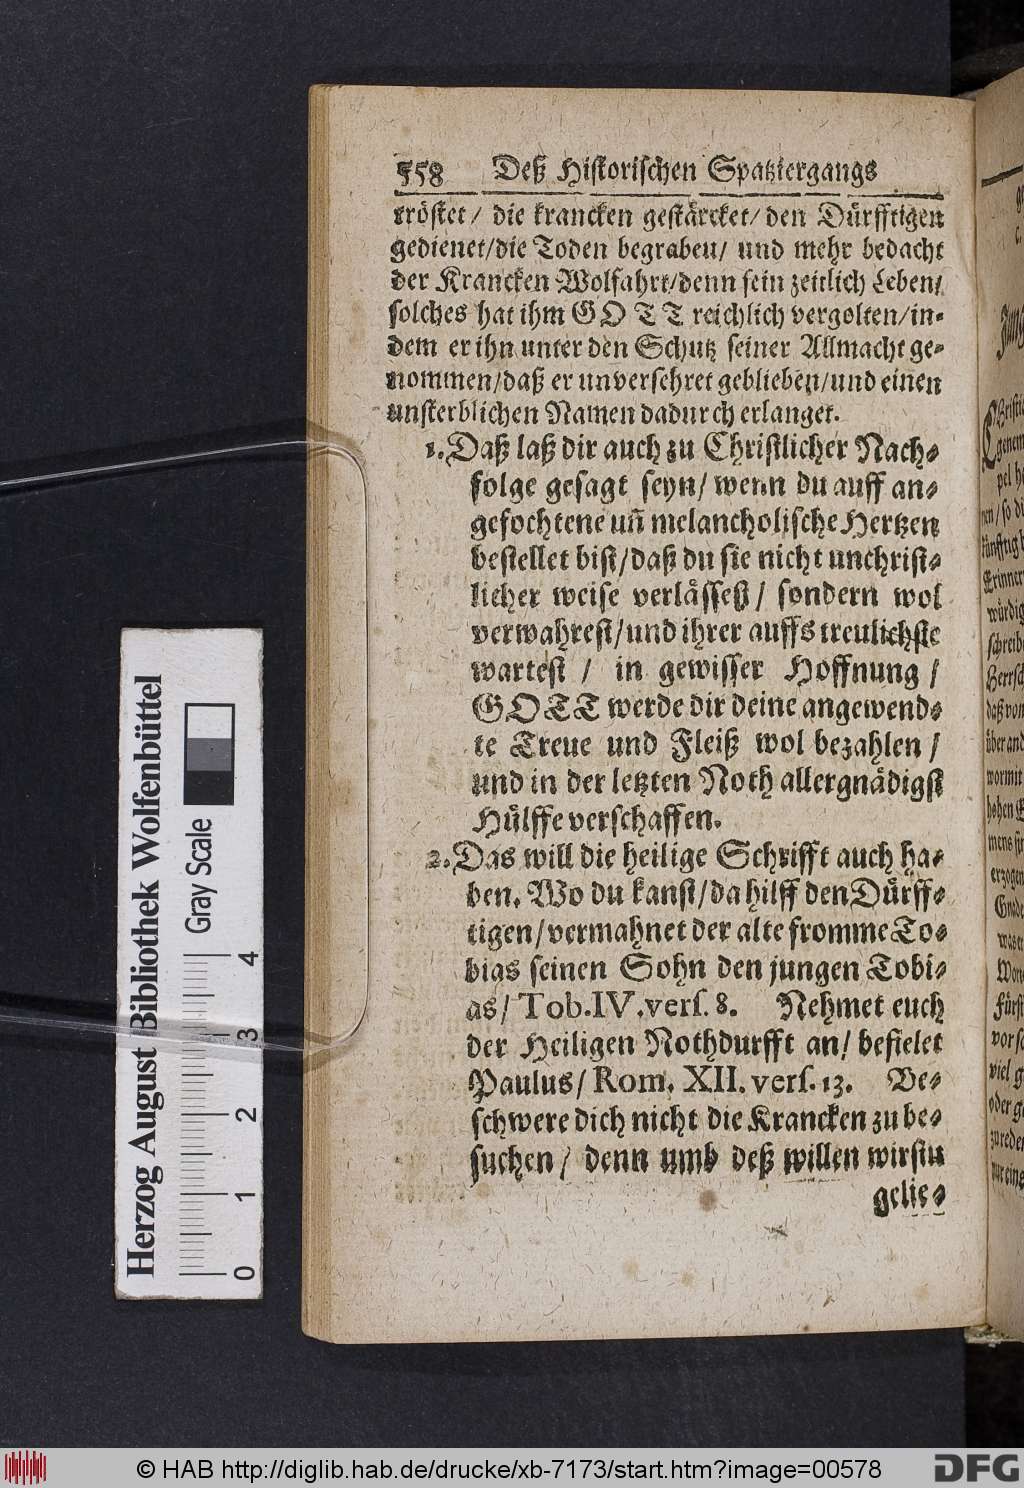 558 Deß Historischen Spatziergangs
tröstet/ die krancken gestärcket/ den Dürfftigen
gedienet/die Toden begraben/ und mehr bedacht
der Krancken Wolfahrt/denn sein zeitlich Leben/
solches hat ihm GOTT reichlich vergolten/in-
dem er ihn unter den Schutz seiner Allmacht ge-
nommen/daß er unversehret geblieben/und einen
unsterblichen Namen dadurch erlanget.
1. Daß laß dir auch zu Christlicher Nach-
folge gesagt seyn/ wenn du auff an-
gefochtene uñ melancholische Hertzen
bestellet bist/daß du sie nicht unchrist-
licher weise verlässest/ sondern wol
verwahrest/und ihrer auffs treulichste
wartest / in gewisser Hoffnung /
GOTT werde dir deine angewend-
te Treue und Fleiß wol bezahlen /
und in der letzten Noth allergnädigst
Hülffe verschaffen.
2. Das will die heilige Schrifft auch ha-
ben. Wo du kanst/da hilff den Dürff-
tigen/vermahnet der alte fromme To-
bias seinen Sohn den jungen Tobi-
as/ Tob.IV.vers. 8. Nehmet euch
der Heiligen Nothdurfft an/ befielet
Paulus/ Rom. XII. vers. 13. Be-
schwere dich nicht die Krancken zu be-
suchen/ denn umb deß willen wirstu
gelie-
Herzog August Bibliothek Wolfenbüttel
Gray Scale
0 1 2 3 4
© HAB http://diglib.hab.de/drucke/xb-7173/start.htm?image=00578
DFG